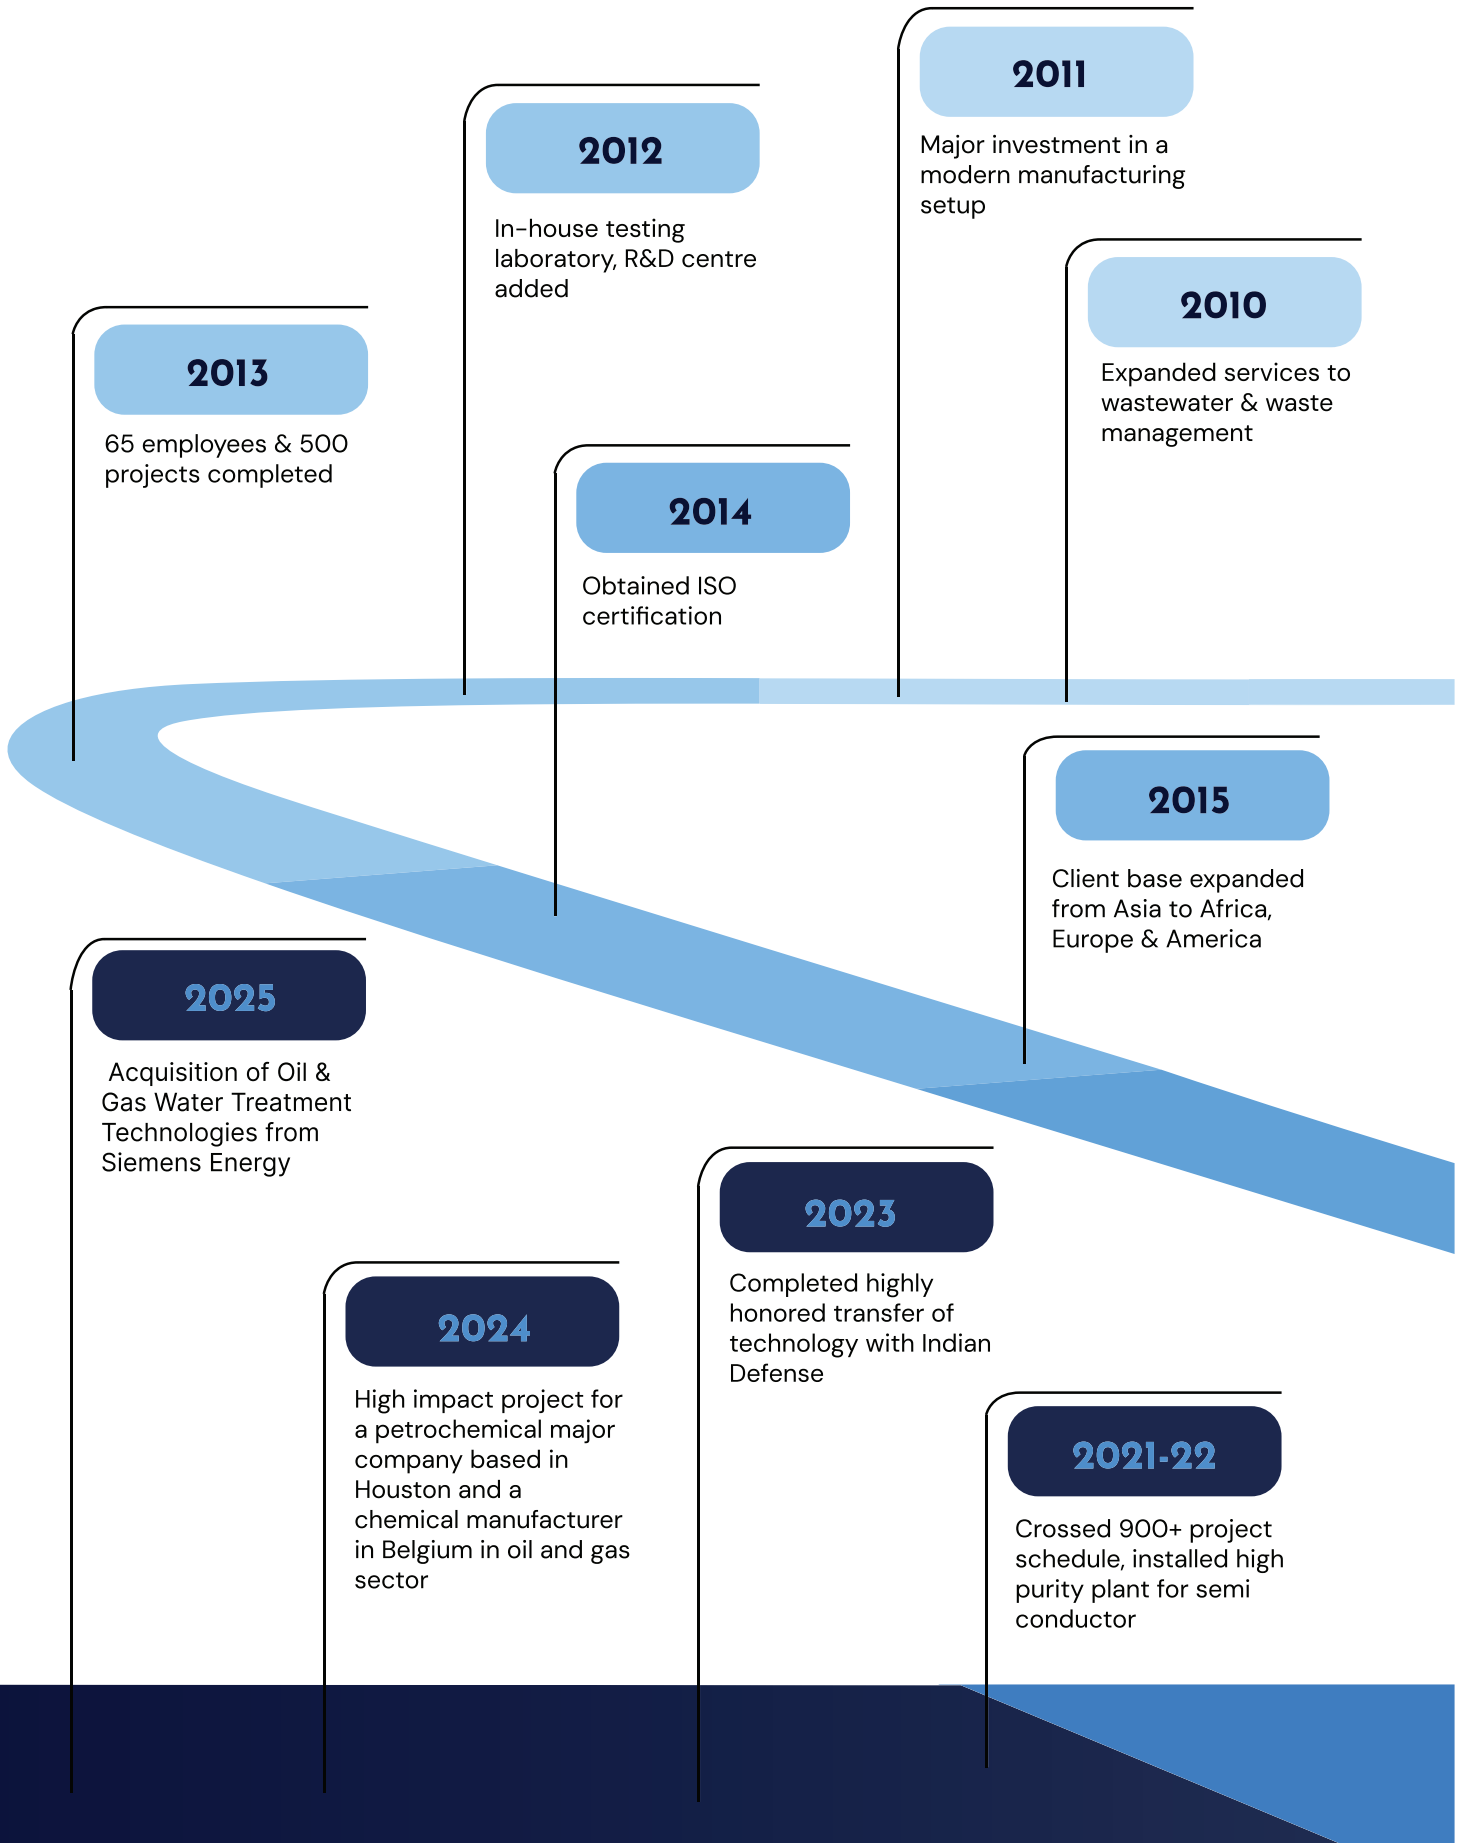 2011
Major investment in a
modern manufacturing
setup
2012
In-house testing
laboratory, R&D centre
added
2010
Expanded services to
wastewater & waste
management
2013
65 employees & 500
projects completed
2014
Obtained ISO
certification
2015
Client base expanded
from Asia to Africa,
Europe & America
2025
Acquisition of Oil &
Gas Water Treatment
Technologies from
Siemens Energy
2023
Completed highly
honored transfer of
technology with Indian
Defense
2024
High impact project for
a petrochemical major
company based in
Houston and a
chemical manufacturer
in Belgium in oil and gas
sector
2021-22
Crossed 900+ project
schedule, installed high
purity plant for semi
conductor